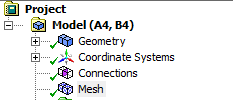 Project
Model (A4, B4)
Geometry
Coordinate Systems
Connections
Mesh